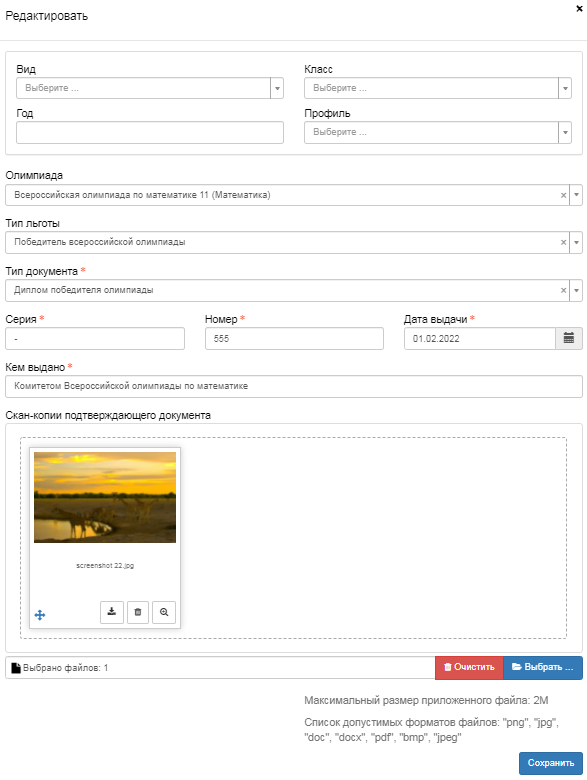 Редактировать
×
Вид Класс
Выберите ... Выберите ...
Год Профиль
Выберите ...
Олимпиада
Всероссийская олимпиада по математике 11 (Математика) ×
Тип льготы
Победитель всероссийской олимпиады ×
Тип документа *
Диплом победителя олимпиады ×
Серия * Номер * Дата выдачи *
- 555 01.02.2022
Кем выдано *
Комитетом Всероссийской олимпиады по математике
Скан-копии подтверждающего документа
screenshot 22.jpg
Выбрано файлов: 1 Очистить Выбрать ...
Максимальный размер приложенного файла: 2M
Список допустимых форматов файлов: "png", "jpg",
"doc", "docx", "pdf", "bmp", "jpeg"
Сохранить